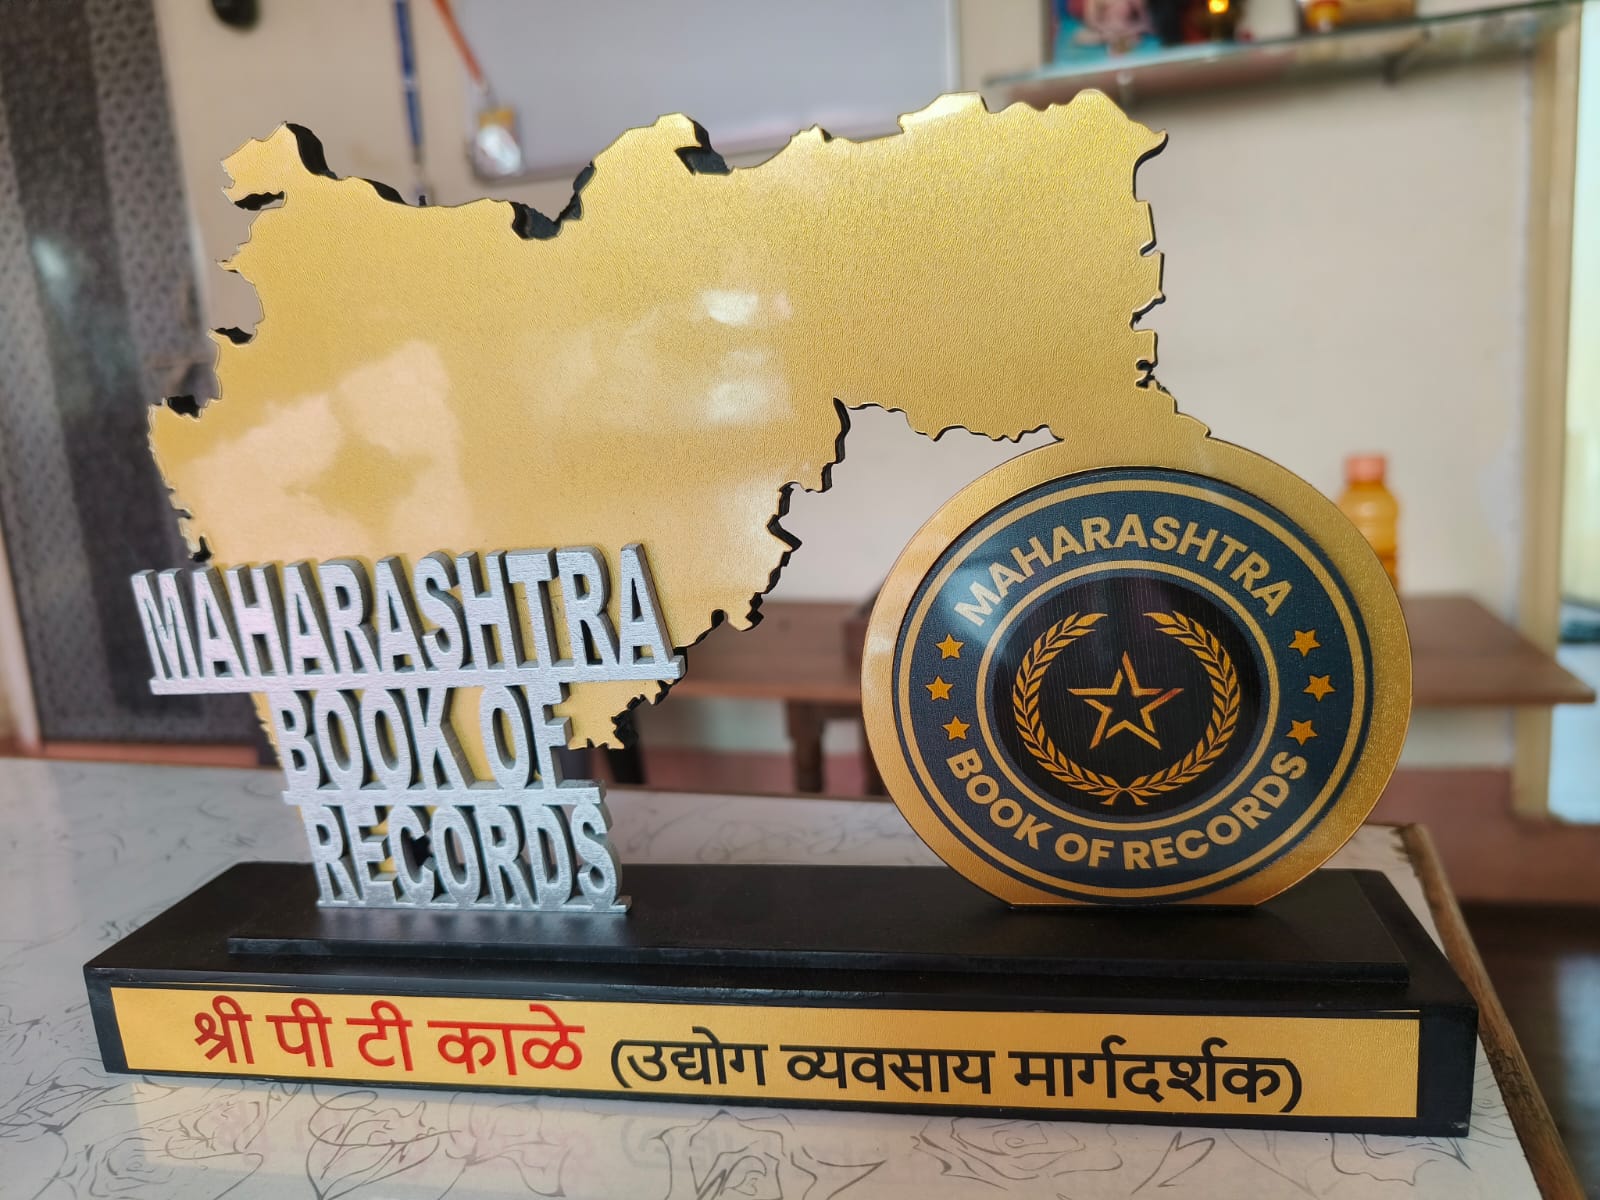 MAHARASHTRA
BOOK OF
RECORDS
MAHARASHTRA
BOOK OF RECORDS
श्री पी टी काळे (उद्योग व्यवसाय मार्गदर्शक)